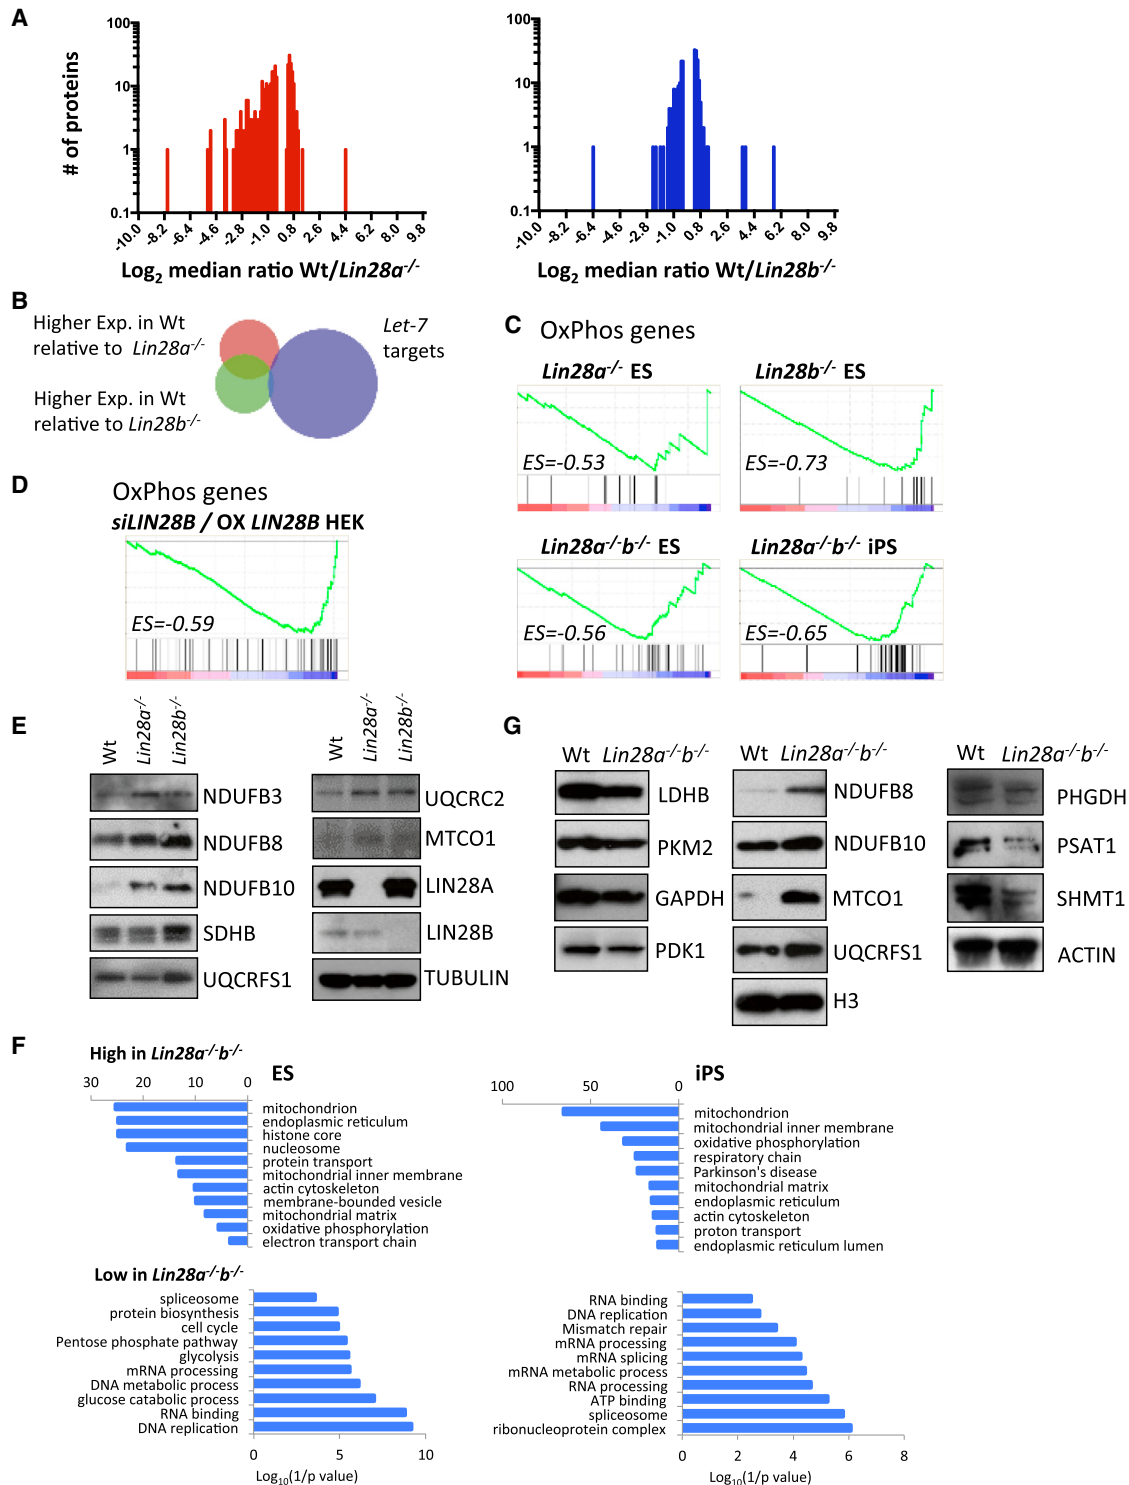 A
# of proteins
100
10
1
0.1
-10.0 -8.2 -6.4 -4.6 -2.8 -1.0 0.8 2.6 4.4 6.2 8.0 9.8
Log2 median ratio Wt/Lin28a-/-
100
10
1
0.1
-10.0 -8.2 -6.4 -4.6 -2.8 -1.0 0.8 2.6 4.4 6.2 8.0 9.8
Log2 median ratio Wt/Lin28b-/-
B
Higher Exp. in Wt
relative to Lin28a-/-
Higher Exp. in Wt
relative to Lin28b-/-
Let-7
targets
C
OxPhos genes
Lin28a-/- ES
ES=-0.53
Lin28b-/- ES
ES=-0.73
Lin28a-/-b-/- ES
ES=-0.56
Lin28a-/-b-/- iPS
ES=-0.65
D
OxPhos genes
siLIN28B / OX LIN28B HEK
ES=-0.59
E
Wt
Lin28a-/-
Lin28b-/-
NDUFB3
NDUFB8
NDUFB10
SDHB
UQCRFS1
Wt
Lin28a-/-
Lin28b-/-
UQCRC2
MTCO1
LIN28A
LIN28B
TUBULIN
G
Wt Lin28a-/-b-/-
LDHB
PKM2
GAPDH
PDK1
Wt Lin28a-/-b-/-
NDUFB8
NDUFB10
MTCO1
UQCRFS1
H3
Wt Lin28a-/-b-/-
PHGDH
PSAT1
SHMT1
ACTIN
F
High in Lin28a-/-b-/-
ES
30 20 10 0
mitochondrion
endoplasmic reticulum
histone core
nucleosome
protein transport
mitochondrial inner membrane
actin cytoskeleton
membrane-bounded vesicle
mitochondrial matrix
oxidative phosphorylation
electron transport chain
iPS
100 50 0
mitochondrion
mitochondrial inner membrane
oxidative phosphorylation
respiratory chain
Parkinson's disease
mitochondrial matrix
endoplasmic reticulum
actin cytoskeleton
proton transport
endoplasmic reticulum lumen
Low in Lin28a-/-b-/-
spliceosome
protein biosynthesis
cell cycle
Pentose phosphate pathway
glycolysis
mRNA processing
DNA metabolic process
glucose catabolic process
RNA binding
DNA replication
0 5 10
Log10(1/p value)
RNA binding
DNA replication
Mismatch repair
mRNA processing
mRNA splicing
mRNA metabolic process
RNA processing
ATP binding
spliceosome
ribonucleoprotein complex
0 2 4 6 8
Log10(1/p value)